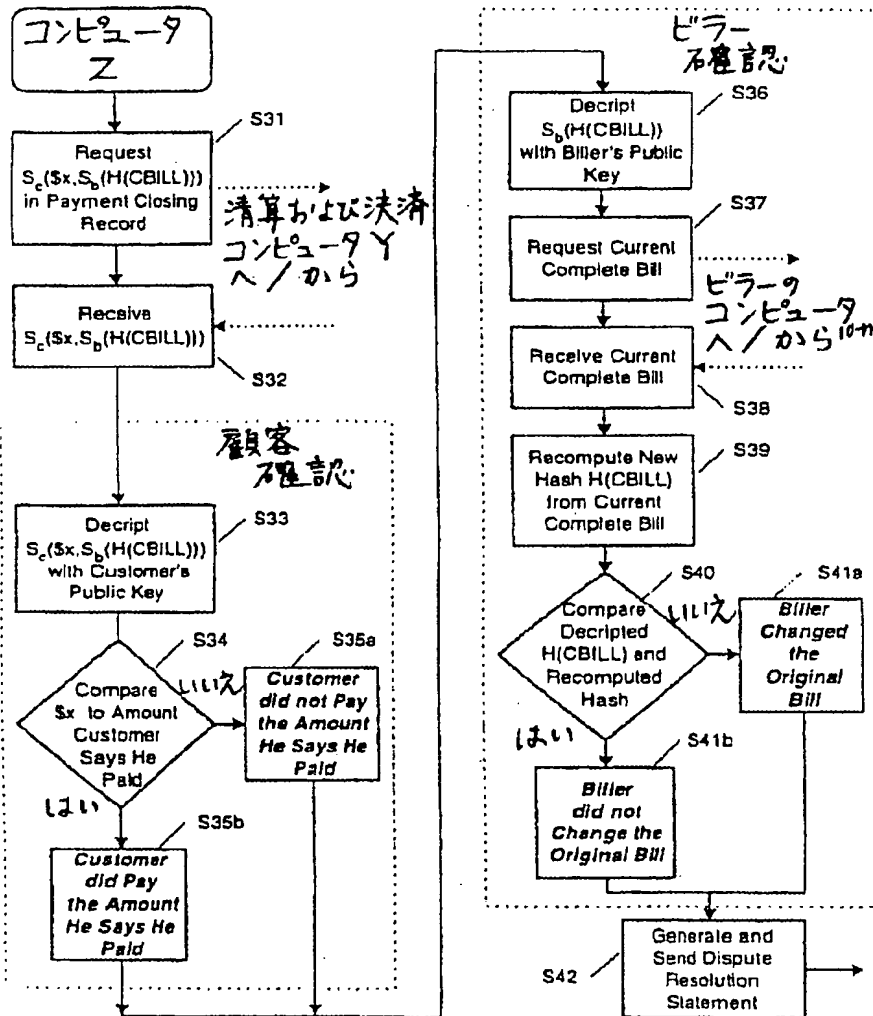 コンピュータ
Z
S31
Request
Sc($x,Sb(H(CBILL)))
in Payment Closing
Record
清算および決済
コンピュータ Y
へ/から
Receive
Sc($x,Sb(H(CBILL)))
S32
顧客
確認
S33
Decript
Sc($x,Sb(H(CBILL)))
with Customer's
Public Key
S34
Compare
$x to Amount
Customer
Says He
Paid
いいえ
S35a
Customer
did not Pay
the Amount
He Says He
Paid
はい
S35b
Customer
did Pay
the Amount
He Says He
Paid
ビラー
確認
S36
Decript
Sb(H(CBILL))
with Biller's Public
Key
S37
Request Current
Complete Bill
ビラーの
コンピュータ
へ/から 10-n
Receive Current
Complete Bill
S38
S39
Recompute New
Hash H(CBILL)
from Current
Complete Bill
S40
Compare
Decripted
H(CBILL) and
Recomputed
Hash
いいえ
S41a
Biller
Changed
the
Original
Bill
はい
S41b
Biller
did not
Change the
Original Bill
S42
Generate and
Send Dispute
Resolution
Statement